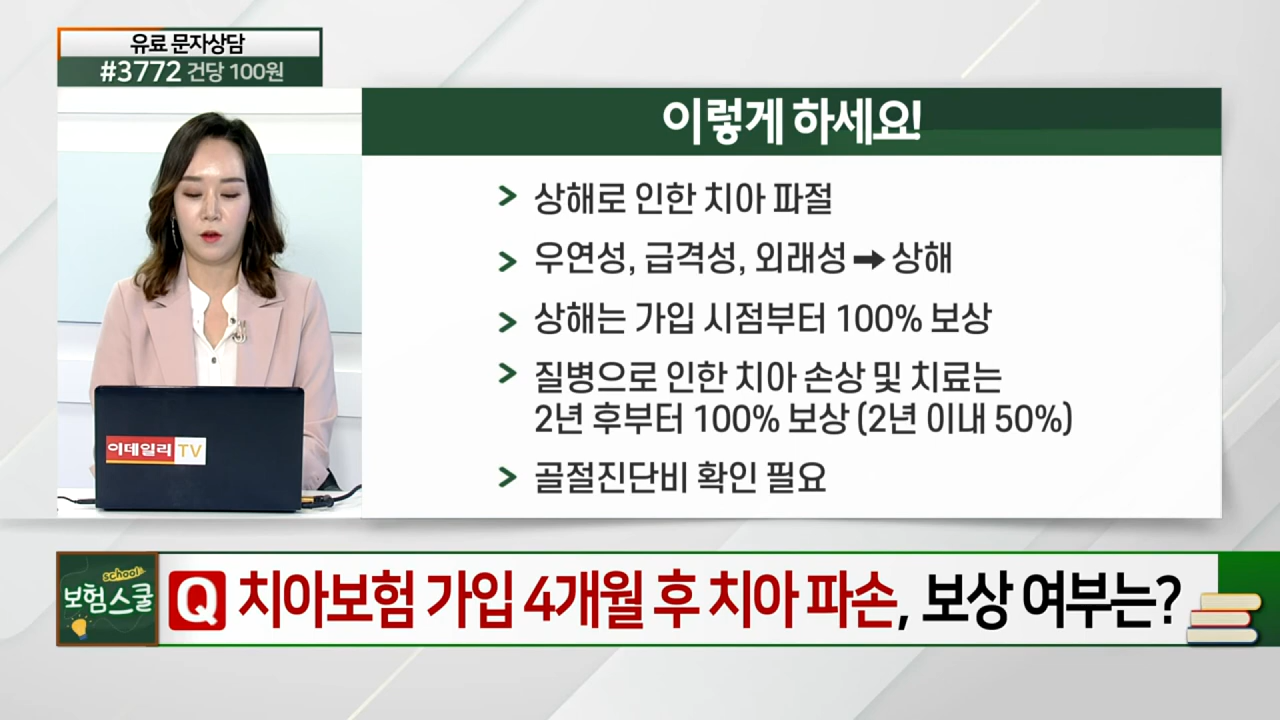 유료 문자상담
#3772 건당 100원
이렇게 하세요!
> 상해로 인한 치아 파절
> 우연성, 급격성, 외래성 ➡ 상해
> 상해는 가입 시점부터 100% 보상
> 질병으로 인한 치아 손상 및 치료는
2년 후부터 100% 보상 (2년 이내 50%)
> 골절진단비 확인 필요
이데일리 TV
school
보험스쿨
Q 치아보험 가입 4개월 후 치아 파손, 보상 여부는?